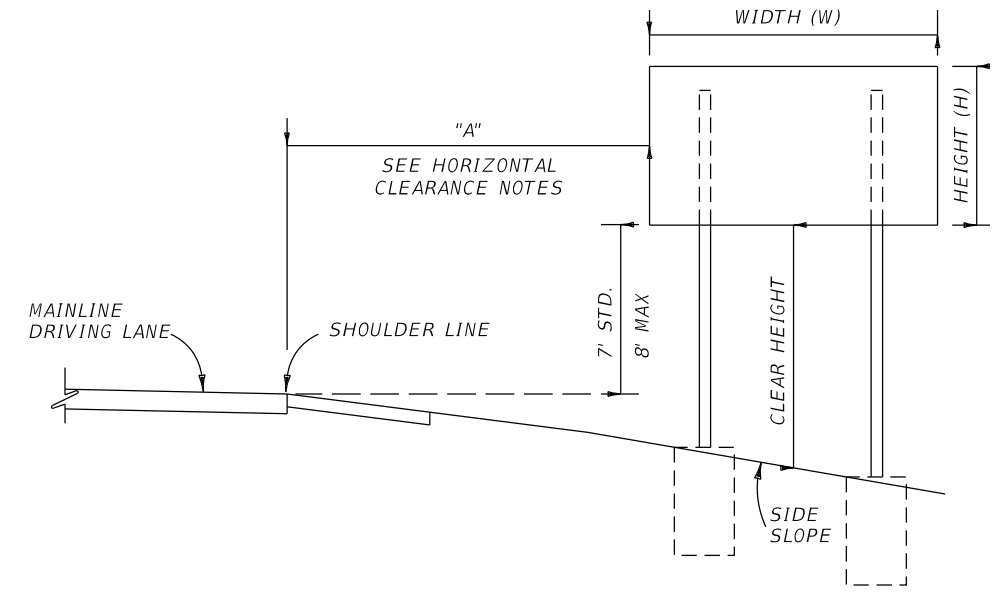 WIDTH (W)
"A"
SEE HORIZONTAL
CLEARANCE NOTES
HEIGHT (H)
7' STD.
8' MAX
CLEAR HEIGHT
MAINLINE
DRIVING LANE
SHOULDER LINE
SIDE
SLOPE